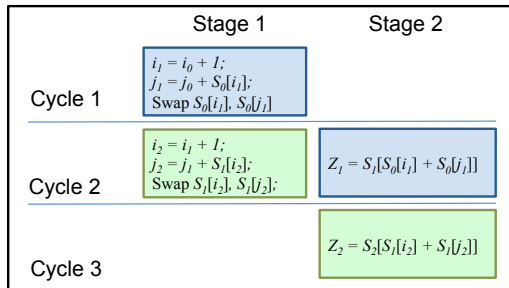 Stage 1 Stage 2
i₁ = i₀ + 1;
j₁ = j₀ + S₀[i₁];
Swap S₀[i₁], S₀[j₁]
Cycle 1
i₂ = i₁ + 1;
j₂ = j₁ + S₁[i₂];
Swap S₁[i₂], S₁[j₂];
Z₁ = S₁[S₀[i₁] + S₀[j₁]]
Cycle 2
Z₂ = S₂[S₁[i₂] + S₁[j₂]]
Cycle 3